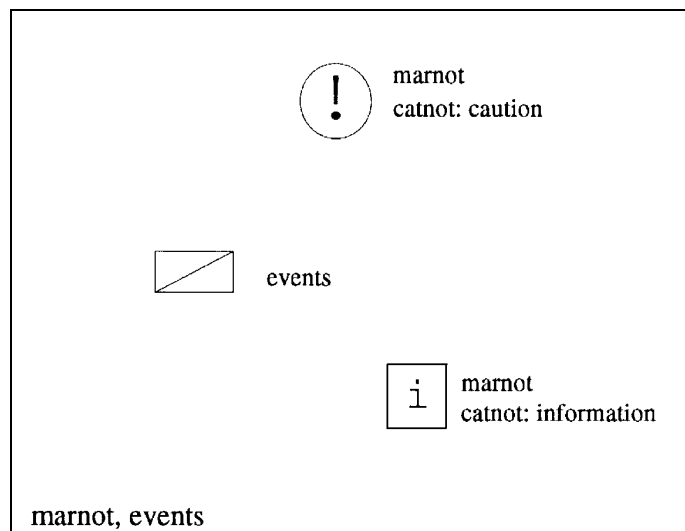 !
marnot
catnot: caution
events
i
marnot
catnot: information
marnot, events